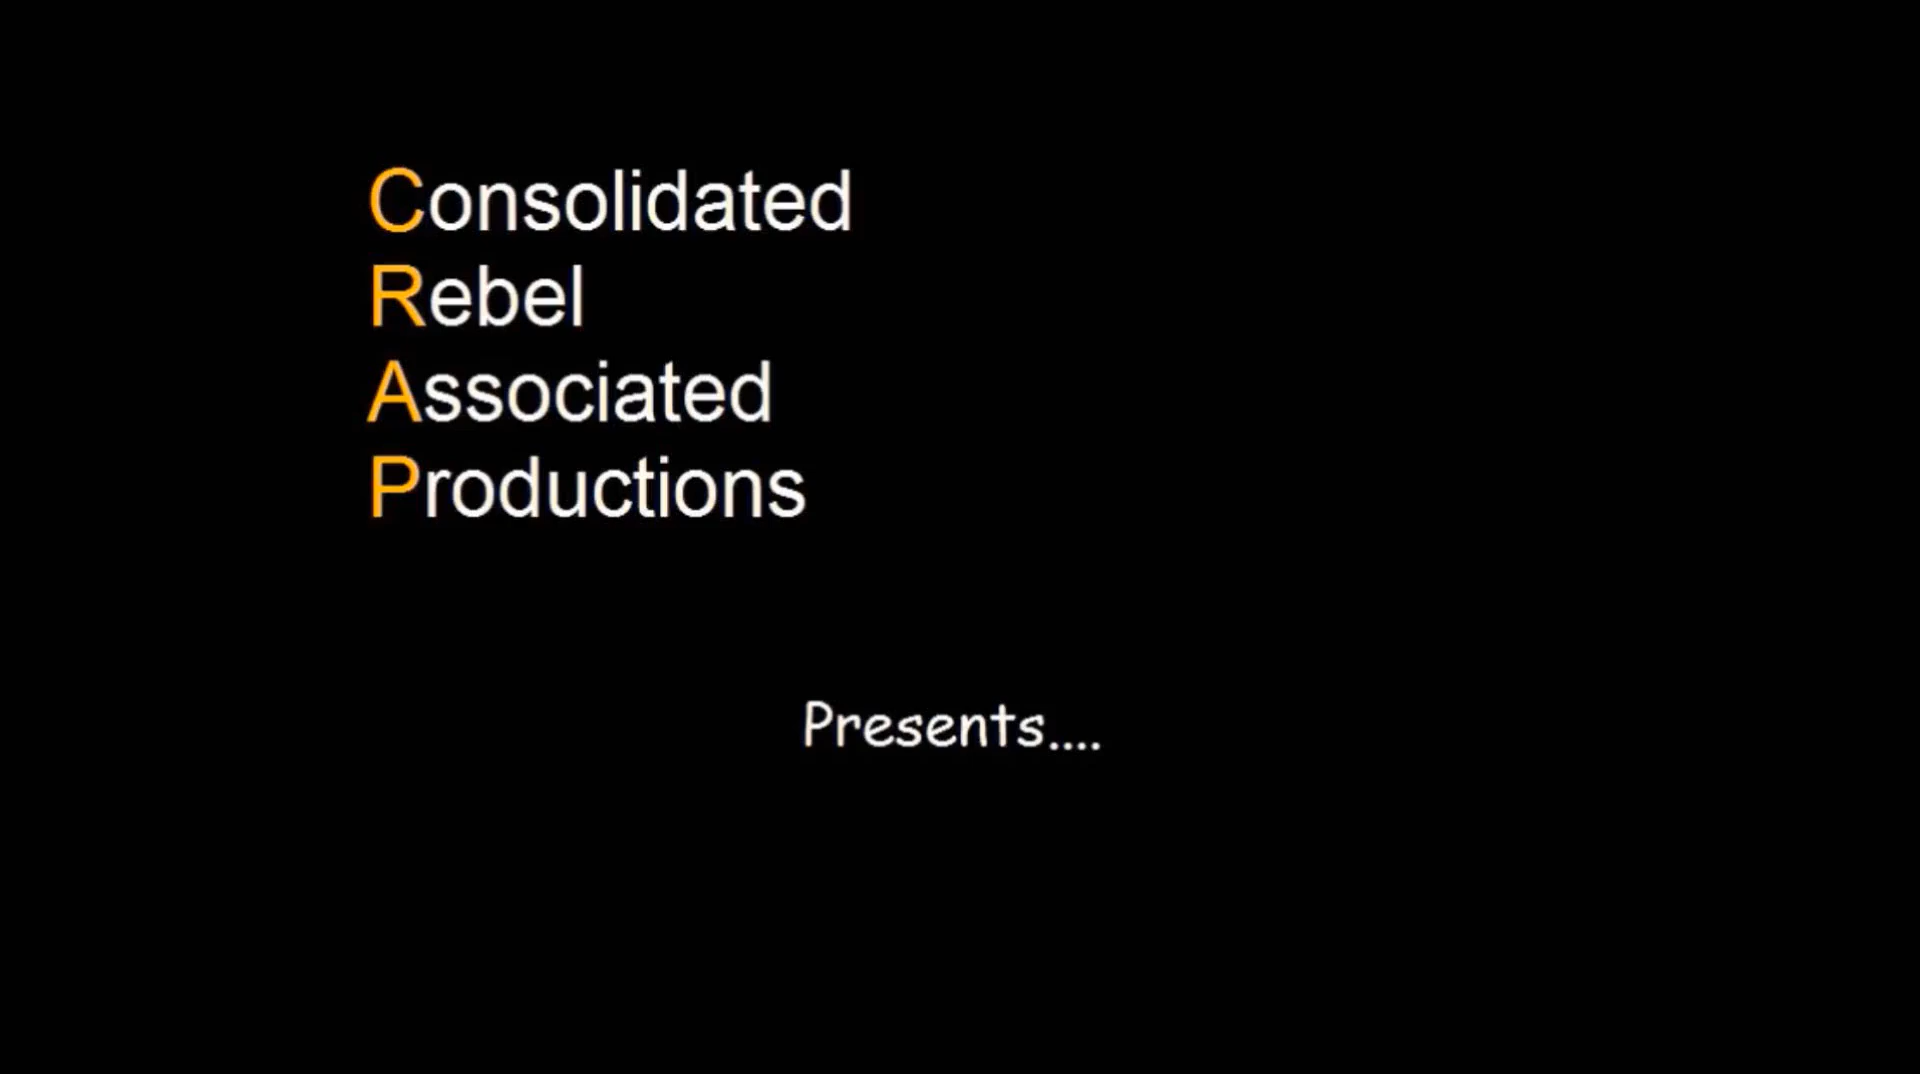 Consolidated
Rebel
Associated
Productions
Presents....